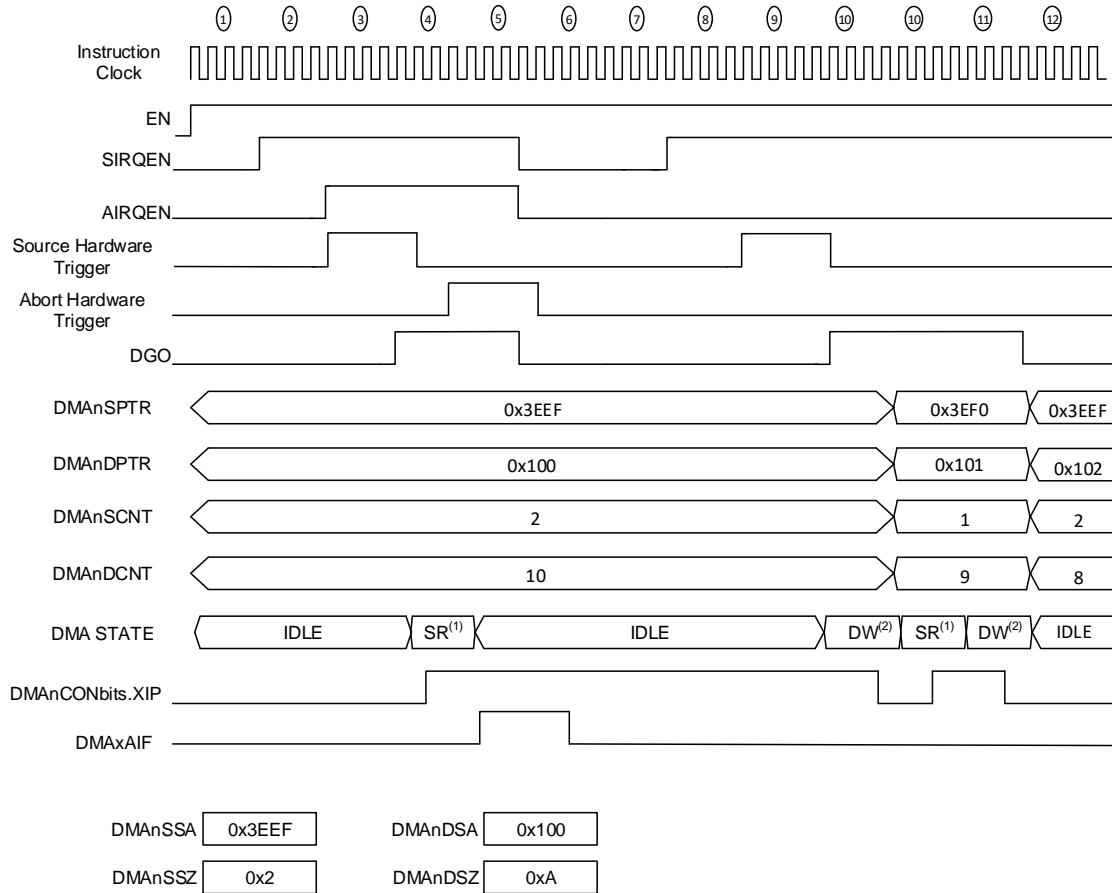 1 2 3 4 5 6 7 8 9 10 10 11 12
Instruction
Clock
EN
SIRQEN
AIRQEN
Source Hardware
Trigger
Abort Hardware
Trigger
DGO
DMAnSPTR 0x3EEF 0x3EF0 0x3EEF
DMAnDPTR 0x100 0x101 0x102
DMAnSCNT 2 1 2
DMAnDCNT 10 9 8
DMA STATE IDLE SR(1) IDLE DW(2) SR(1) DW(2) IDLE
DMAnCONbits.XIP
DMAxAIF
DMAnSSA 0x3EEF DMAnDSA 0x100
DMAnSSZ 0x2 DMAnDSZ 0xA